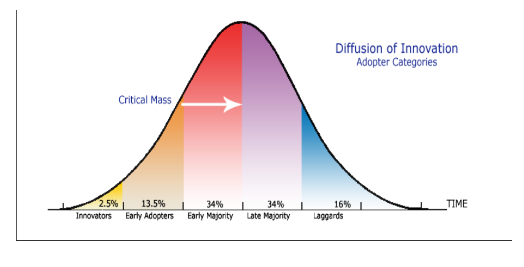 Diffusion of Innovation
Adopter Categories
Critical Mass
2.5% 13.5% 34% 34% 16% TIME
Innovators Early Adopters Early Majority Late Majority Laggards